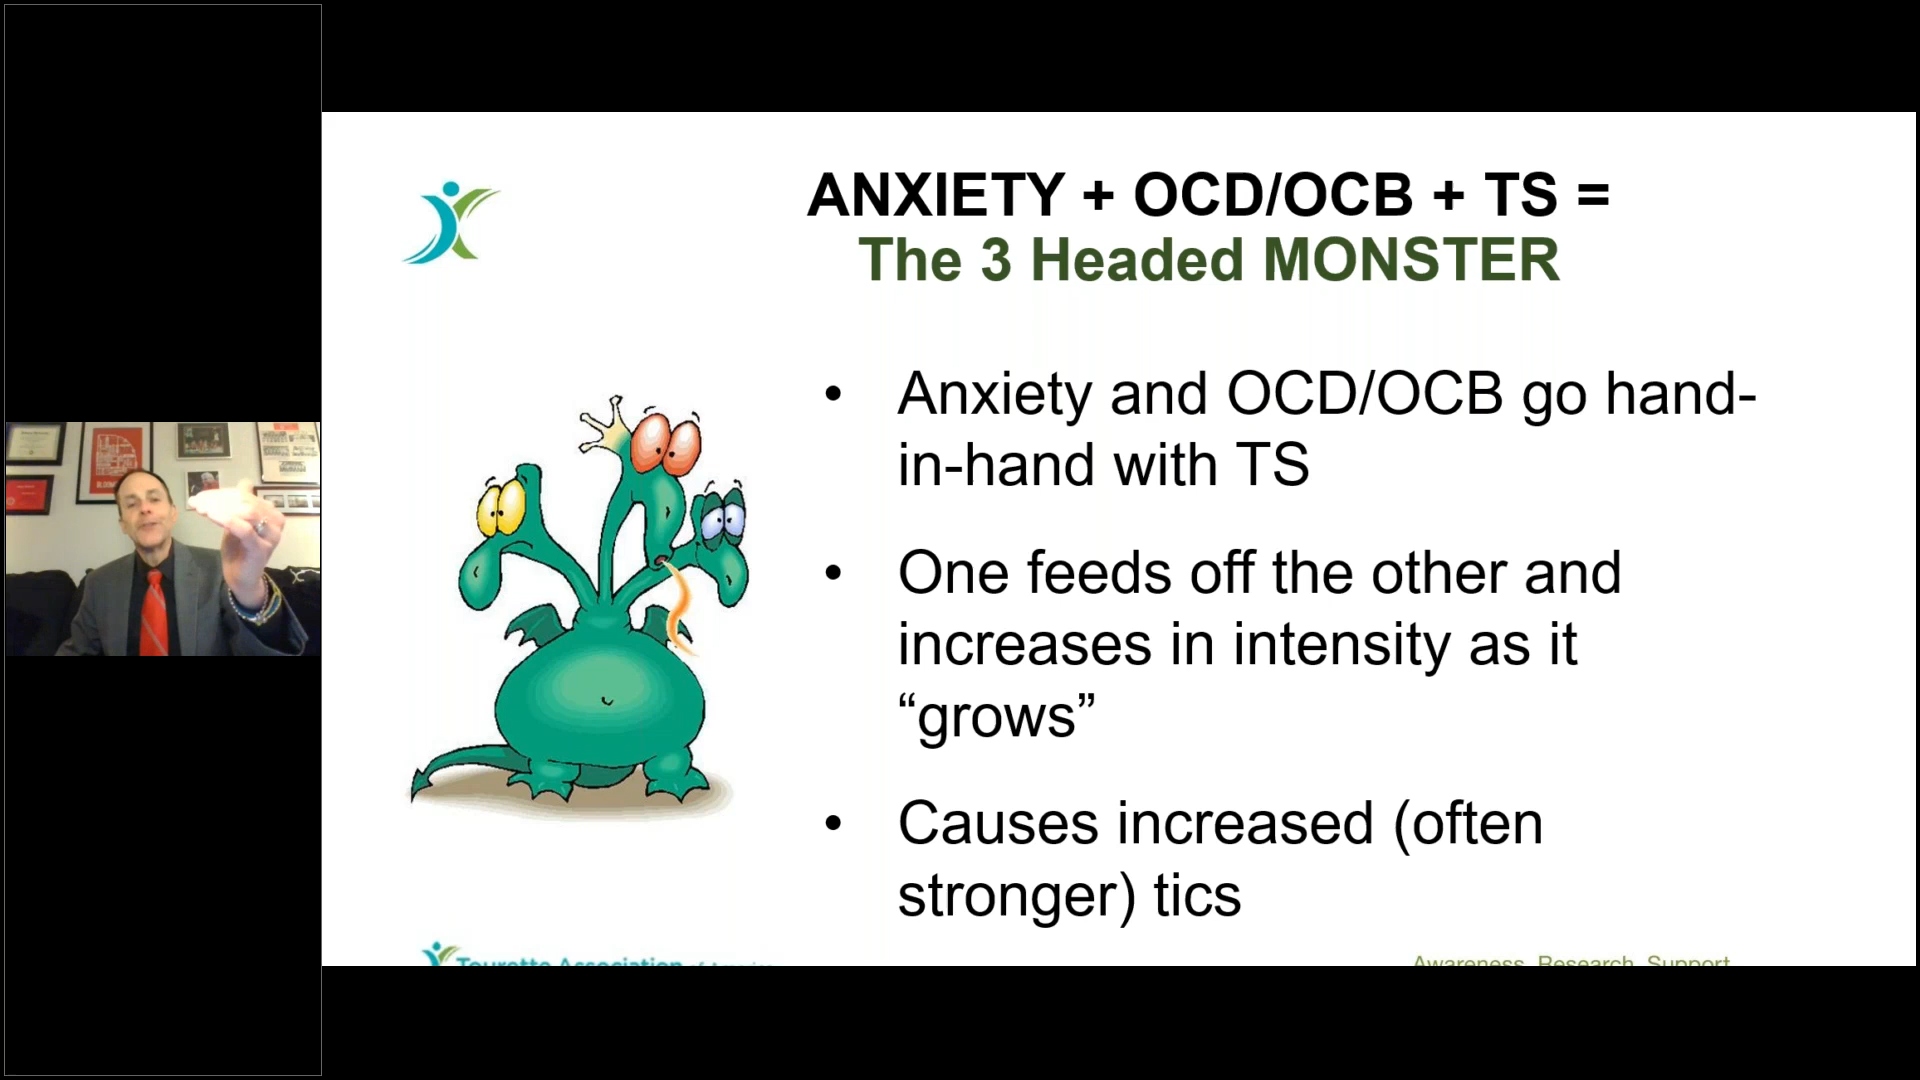 ANXIETY + OCD/OCB + TS =
The 3 Headed MONSTER
• Anxiety and OCD/OCB go hand-
in-hand with TS
• One feeds off the other and
increases in intensity as it
“grows”
• Causes increased (often
stronger) tics
Tourette Association of America
Awareness. Research. Support.